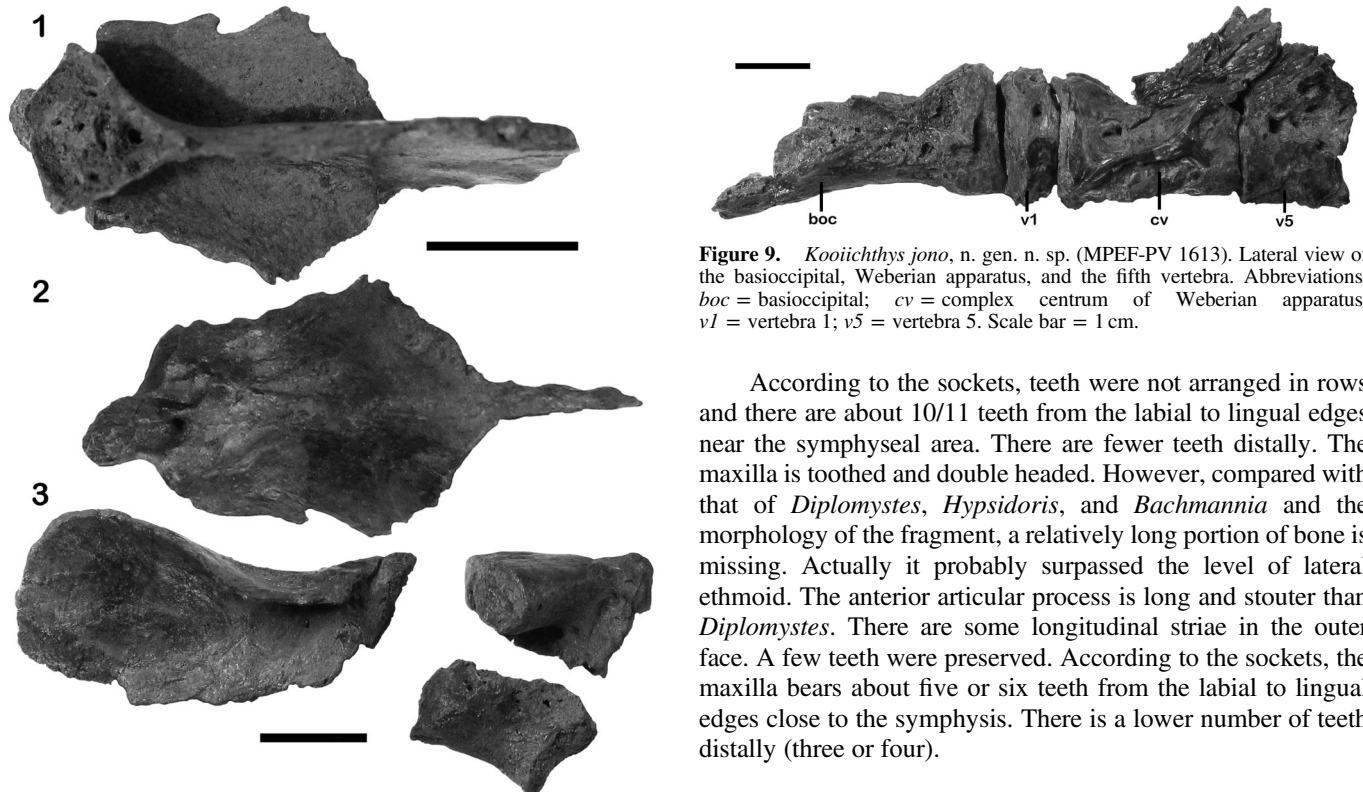 1
2
3
boc
v1
cv
v5
Figure 9. Kooiichthys jono, n. gen. n. sp. (MPEF-PV 1613). Lateral view of
the basioccipital, Weberian apparatus, and the fifth vertebra. Abbreviations
boc = basioccipital; cv = complex centrum of Weberian apparatus
v1 = vertebra 1; v5 = vertebra 5. Scale bar = 1 cm.
According to the sockets, teeth were not arranged in rows
and there are about 10/11 teeth from the labial to lingual edges
near the symphyseal area. There are fewer teeth distally. The
maxilla is toothed and double headed. However, compared with
that of Diplomystes, Hypsidoris, and Bachmannia and the
morphology of the fragment, a relatively long portion of bone is
missing. Actually it probably surpassed the level of lateral
ethmoid. The anterior articular process is long and stouter than
Diplomystes. There are some longitudinal striae in the outer
face. A few teeth were preserved. According to the sockets, the
maxilla bears about five or six teeth from the labial to lingual
edges close to the symphysis. There is a lower number of teeth
distally (three or four).